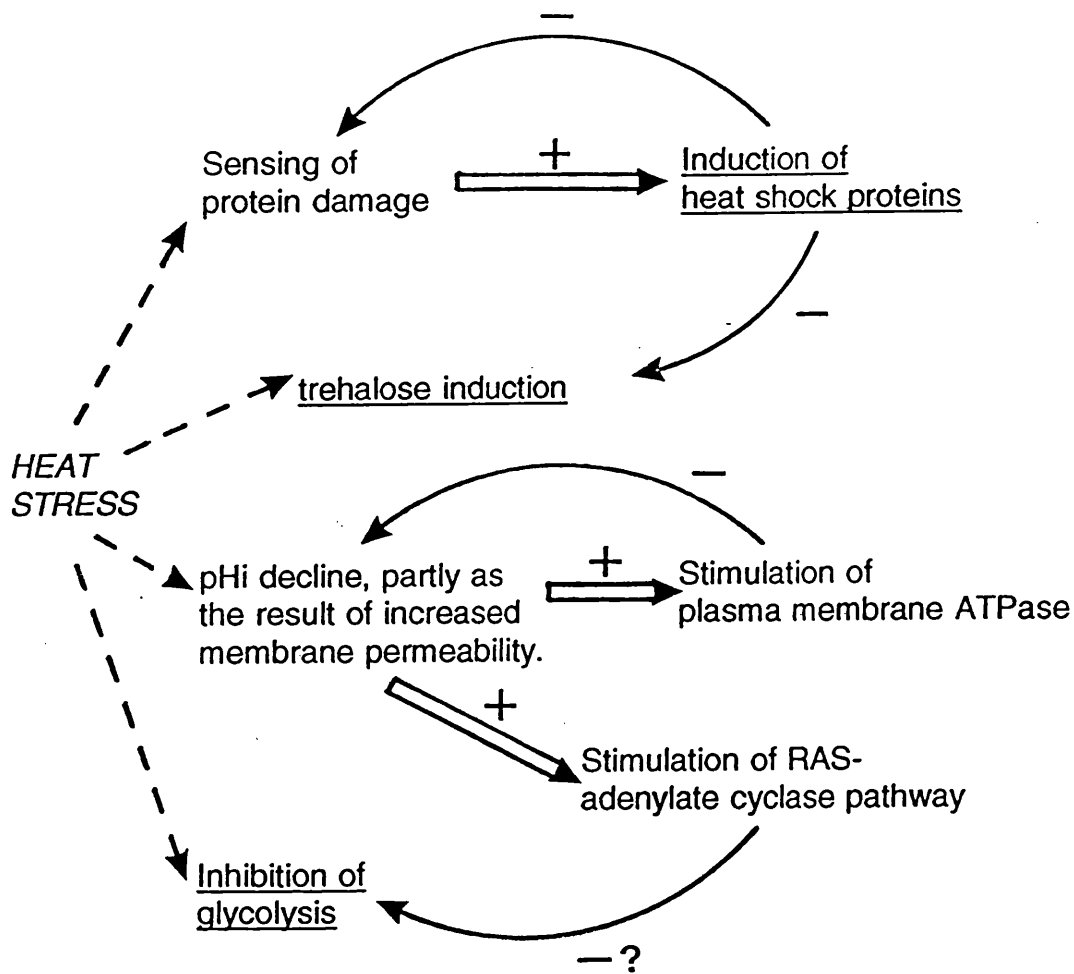 —
Sensing of
protein damage
+
Induction of
heat shock proteins
—
trehalose induction
HEAT
STRESS
—
pHi decline, partly as
the result of increased
membrane permeability.
+
Stimulation of
plasma membrane ATPase
+
Stimulation of RAS-
adenylate cyclase pathway
Inhibition of
glycolysis
— ?